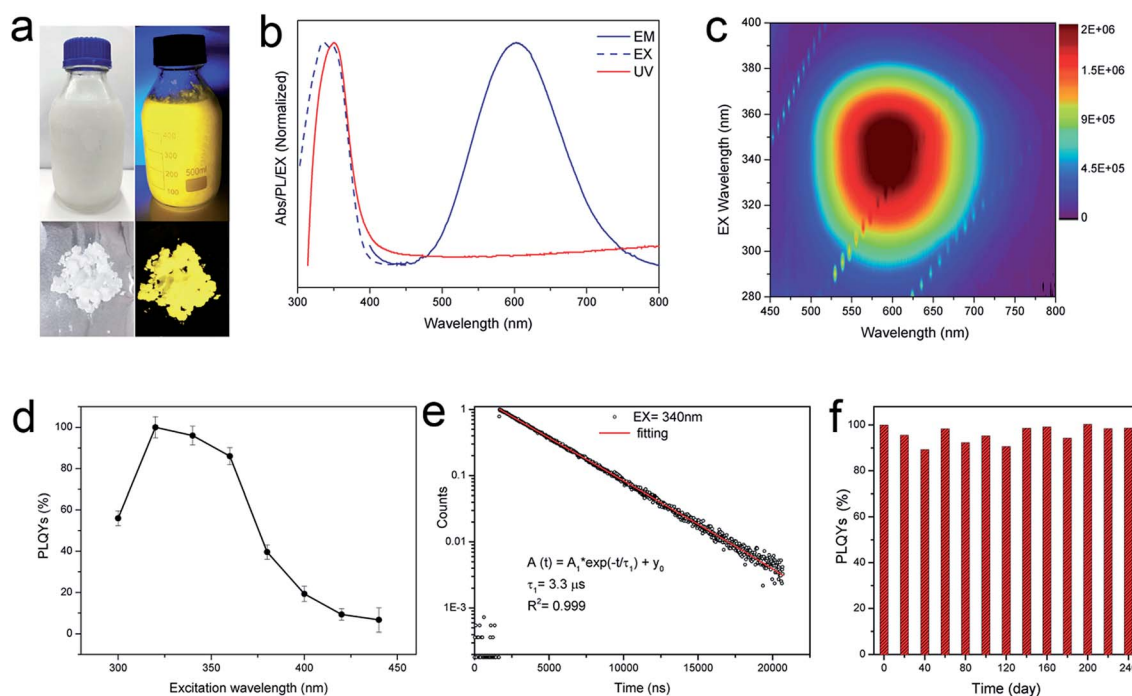 a
400
300
200
100
500ml
b
Abs/PL/EX (Normalized)
EM
EX
UV
300 400 500 600 700 800
Wavelength (nm)
c
EX Wavelength (nm)
400
380
360
340
320
300
280
450 500 550 600 650 700 750 800
Wavelength (nm)
2E+06
1.5E+06
9E+05
4.5E+05
0
d
PLQYs (%)
100
80
60
40
20
0
300 350 400 450
Excitation wavelength (nm)
e
Counts
1
0.1
0.01
1E-3
EX= 340nm
fitting
A (t) = A₁*exp(-t/τ₁) + y₀
τ₁= 3.3 μs
R²= 0.999
0 5000 10000 15000 20000
Time (ns)
f
PLQYs (%)
100
80
60
40
20
0
0 40 80 120 160 200 240
Time (day)